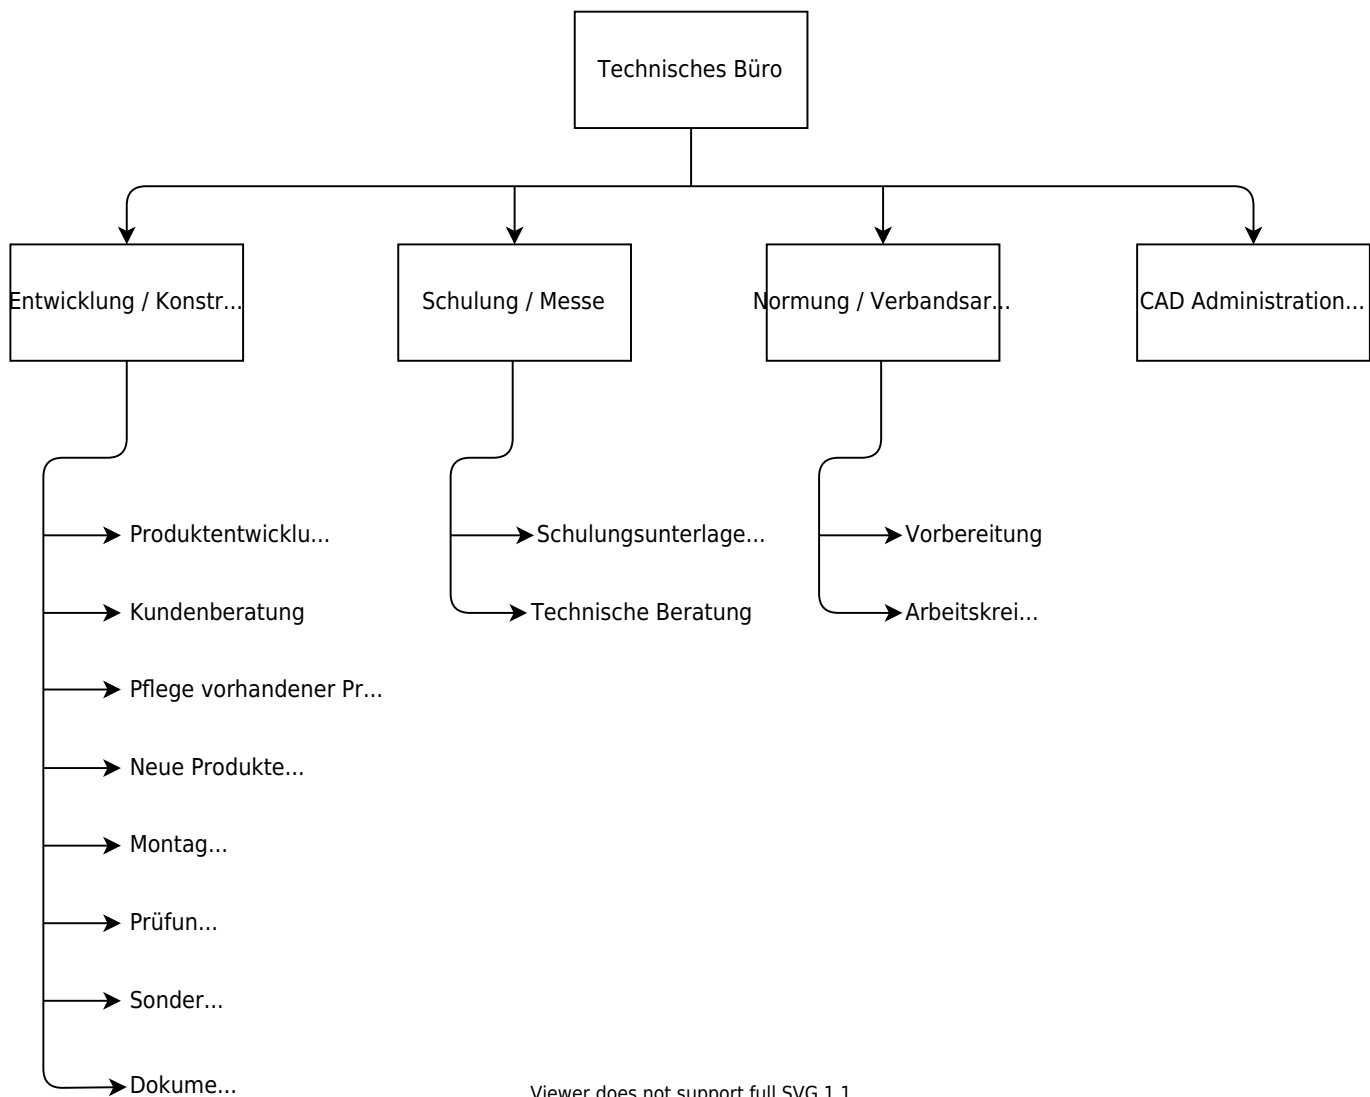 Technisches Büro
Entwicklung / Konstr...
Schulung / Messe
Normung / Verbandsar...
CAD Administration...
Produktentwicklu...
Kundenberatung
Pflege vorhandener Pr...
Neue Produkte...
Montag...
Prüfun...
Sonder...
Dokume...
Schulungsunterlage...
Technische Beratung
Vorbereitung
Arbeitskrei...
Viewer does not support full SVG 1.1